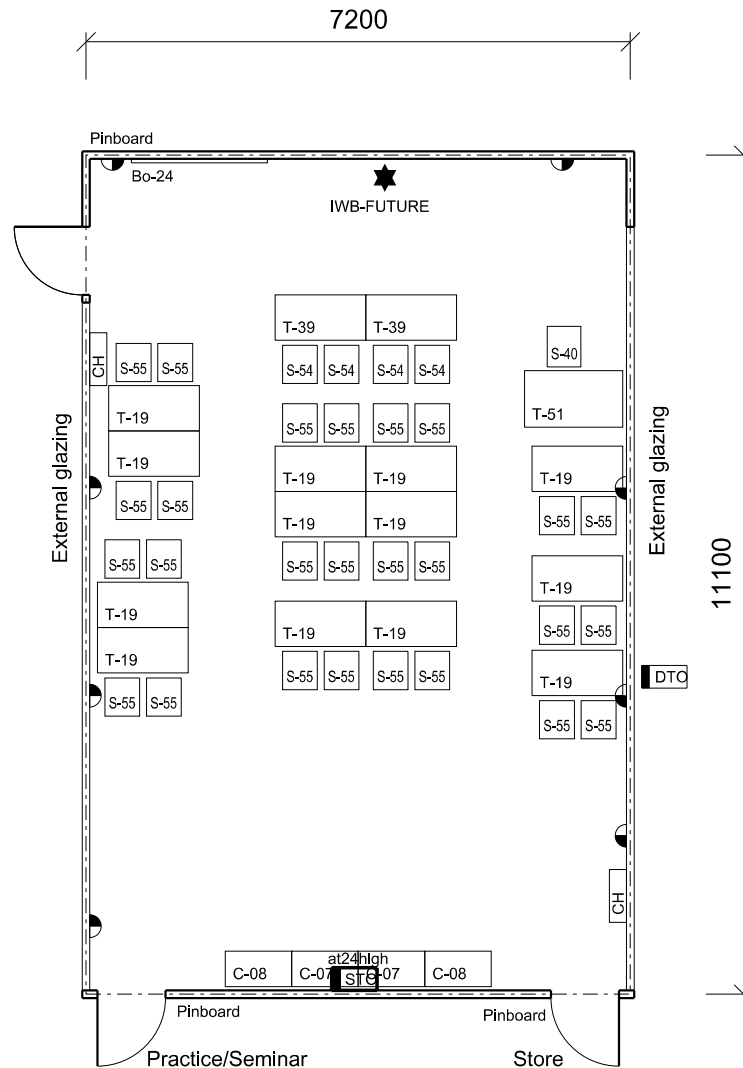 7200
Pinboard
Bo-24
IWB-FUTURE
T-39 T-39
S-40
CH
S-55 S-55
S-54 S-54 S-54 S-54
T-51
T-19
S-55 S-55 S-55 S-55
External glazing
External glazing
T-19
T-19 T-19
T-19
S-55 S-55
S-55 S-55
T-19 T-19
11100
S-55 S-55
S-55 S-55 S-55 S-55
T-19
T-19
S-55 S-55
T-19 T-19
T-19
S-55 S-55 S-55 S-55
T-19
DTO
S-55 S-55
S-55 S-55
CH
at24high
C-08 C-07 C-07 C-08
STO
Pinboard
Pinboard
Practice/Seminar
Store